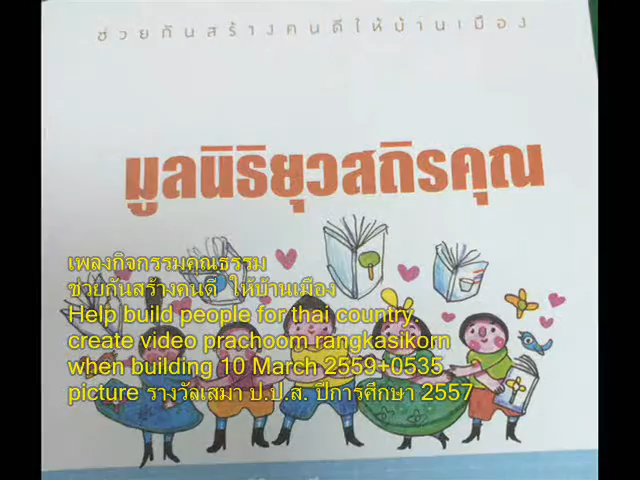 ช่วยกันสร้างคนดีให้บ้านเมือง
มูลนิธิยุวสถิรคุณ
เพลงกิจกรรมคุณธรรม
ช่วยกันสร้างคนดี ให้บ้านเมือง
Help build people for thai country.
create video prachoom rangkasikorn
when building 10 March 2559+0535
picture รางวัลเสมา ป.ป.ส. ปีการศึกษา 2557